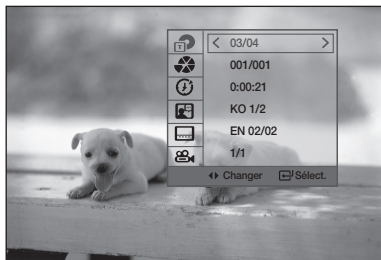 T
03/04
001/001
0:00:21
KO 1/2
EN 02/02
1/1
Changer Sélect.